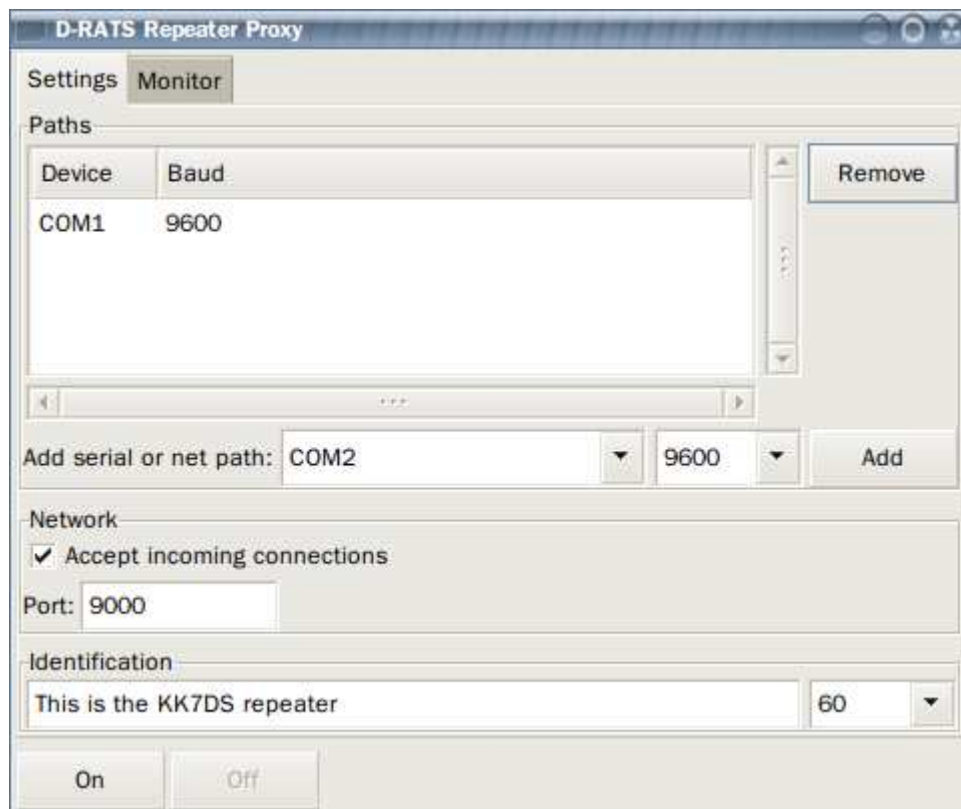 D-RATS Repeater Proxy
Settings Monitor
Paths
Device Baud
Remove
COM1 9600
Add serial or net path: COM2 9600 Add
Network
Accept incoming connections
Port: 9000
Identification
This is the KK7DS repeater 60
On Off